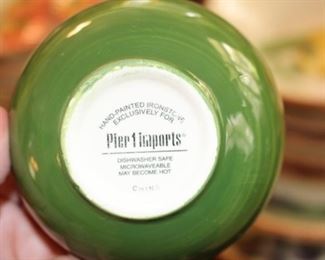 HAND-PAINTED IRONSTONE
EXCLUSIVELY FOR
Pier 1 imports®
DISHWASHER SAFE
MICROWAVEABLE
MAY BECOME HOT
CHINA